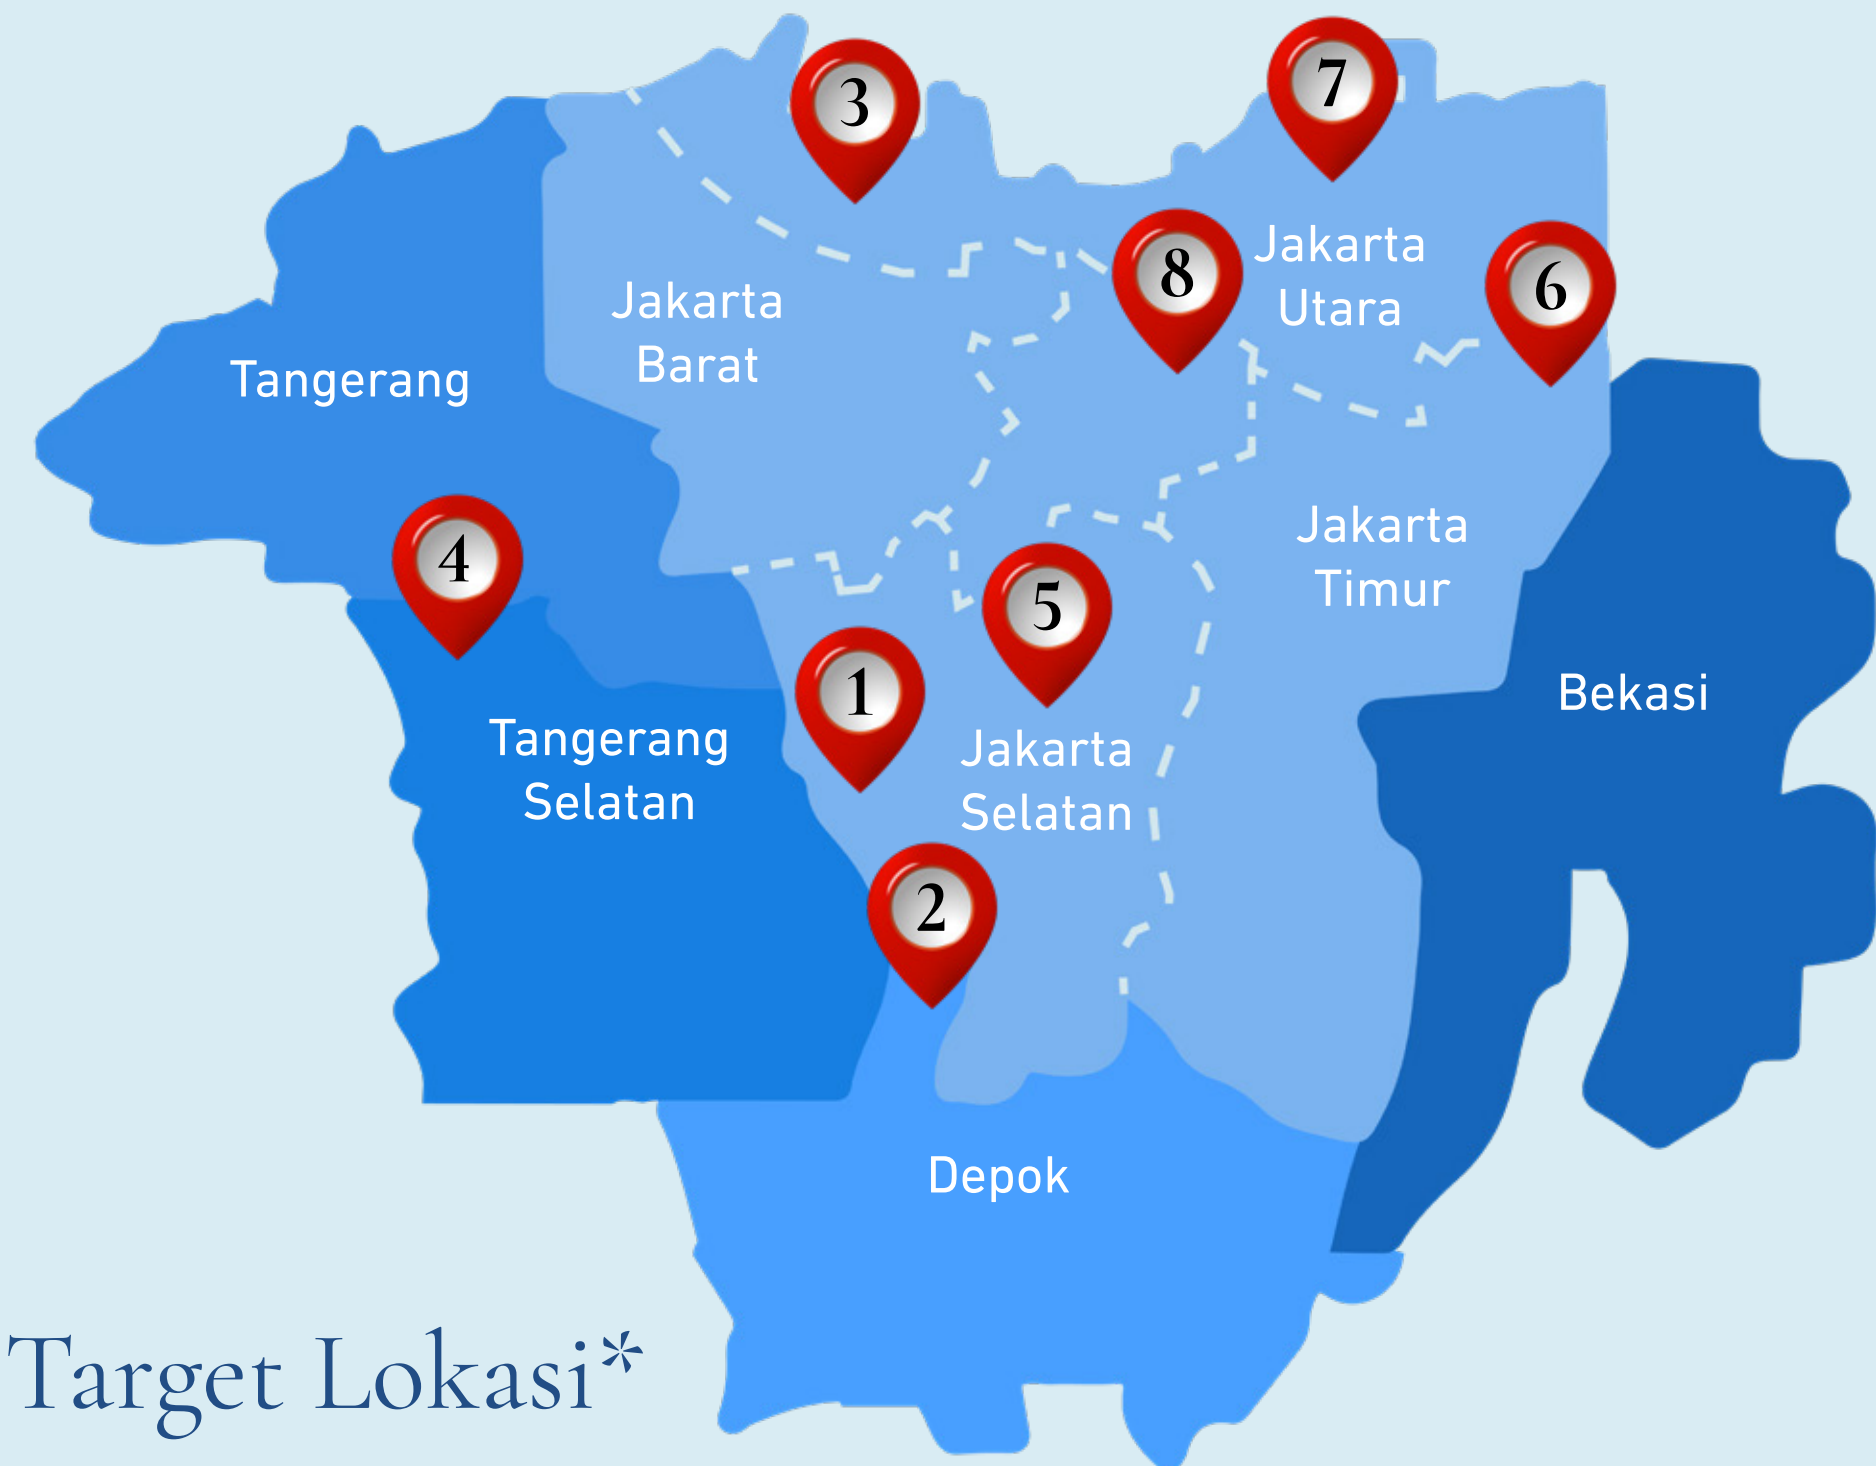 7
3
Jakarta
Utara
8
6
Jakarta
Barat
Tangerang
Jakarta
Timur
4
5
1
Bekasi
Tangerang
Selatan
Jakarta
Selatan
2
Depok
Target Lokasi*